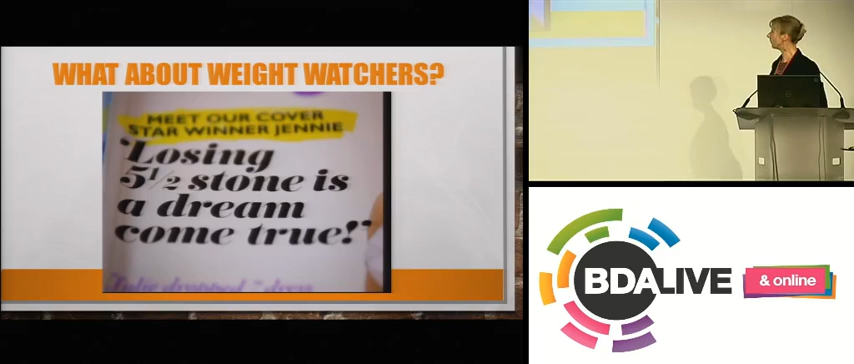 WHAT ABOUT WEIGHT WATCHERS?
MEET OUR COVER
STAR WINNER JENNIE
'Losing
5½ stone is
a dream
come true!'
BDALIVE
& online